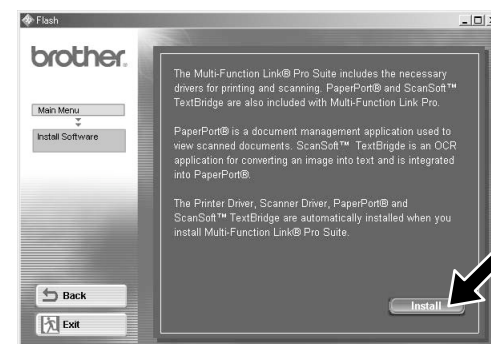 Flash
brother.
Main Menu
Install Software
The Multi-Function Link® Pro Suite includes the necessary
drivers for printing and scanning. PaperPort® and ScanSoft™
TextBridge are also included with Multi-Function Link Pro.
PaperPort® is a document management application used to
view scanned documents. ScanSoft™ TextBrigde is an OCR
application for converting an image into text and is integrated
into PaperPort®.
The Printer Driver, Scanner Driver, PaperPort® and
ScanSoft™ TextBridge are automatically installed when you
install Multi-Function Link® Pro Suite.
Back
Exit
Install